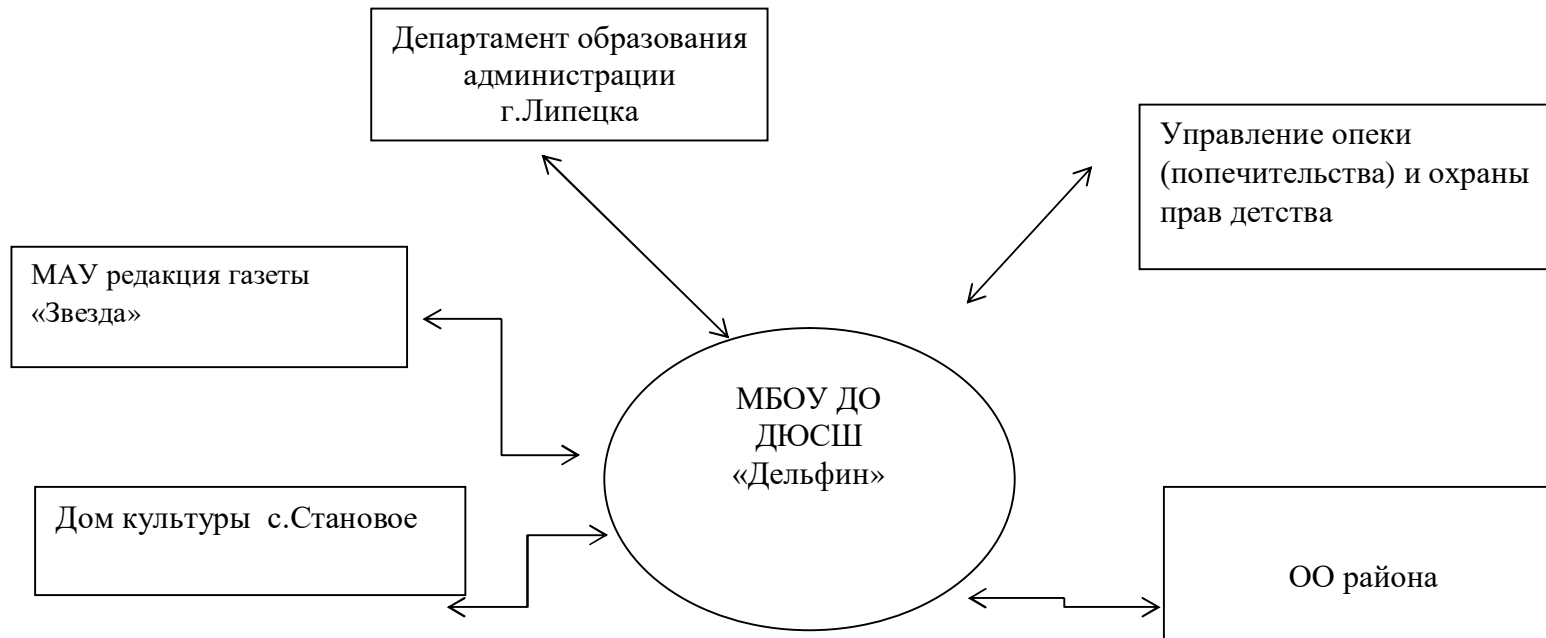 Департамент образования
администрации
г.Липецка
Управление опеки
(попечительства) и охраны
прав детства
МАУ редакция газеты
«Звезда»
МБОУ ДО
ДЮСШ
«Дельфин»
Дом культуры с.Становое
ОО района